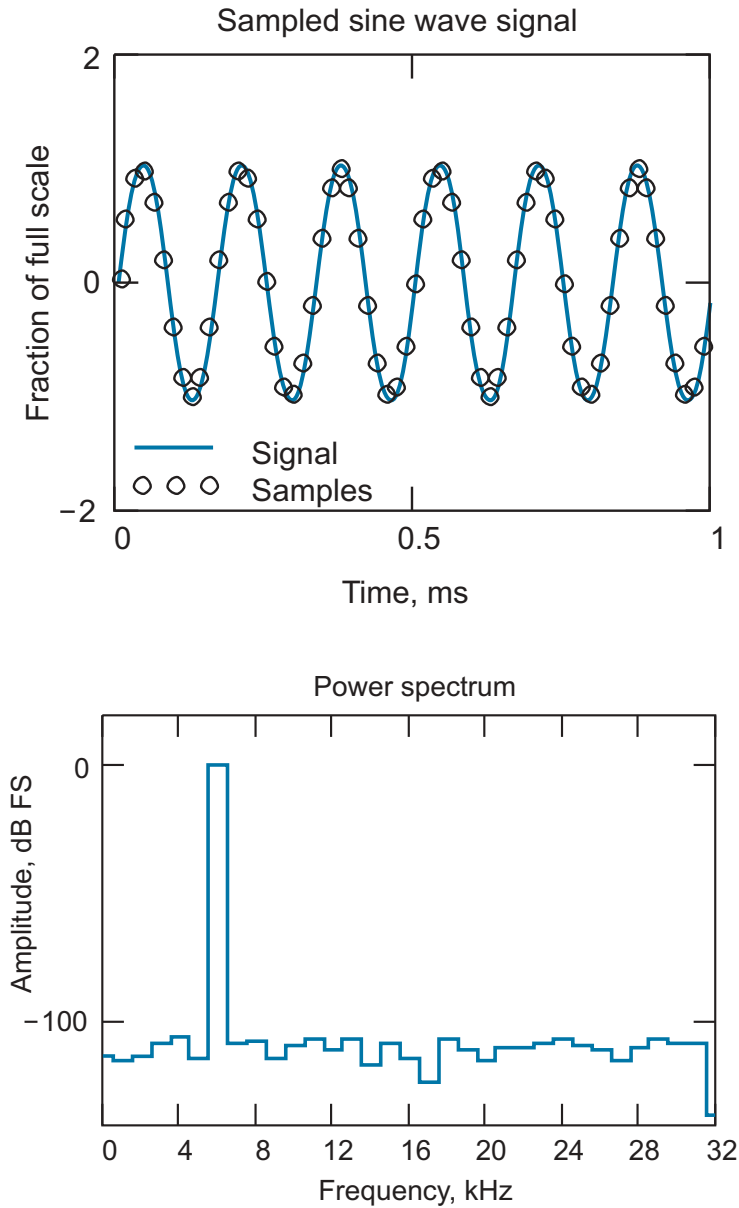 Sampled sine wave signal
2
Fraction of full scale
0
Signal
Samples
−2
0 0.5 1
Time, ms
Power spectrum
0
Amplitude, dB FS
−100
0 4 8 12 16 20 24 28 32
Frequency, kHz